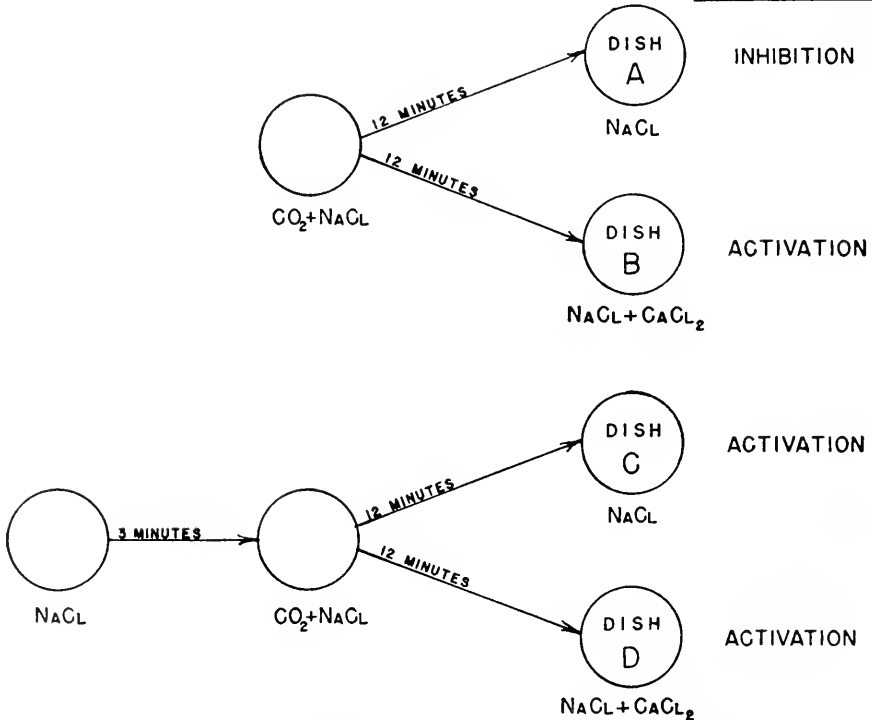 DISH
A
INHIBITION
12 MINUTES
NACL
12 MINUTES
CO₂+NACL
DISH
B
ACTIVATION
NACL + CACL₂
DISH
C
ACTIVATION
12 MINUTES
NACL
3 MINUTES
12 MINUTES
NACL
CO₂+NACL
DISH
D
ACTIVATION
NACL + CACL₂